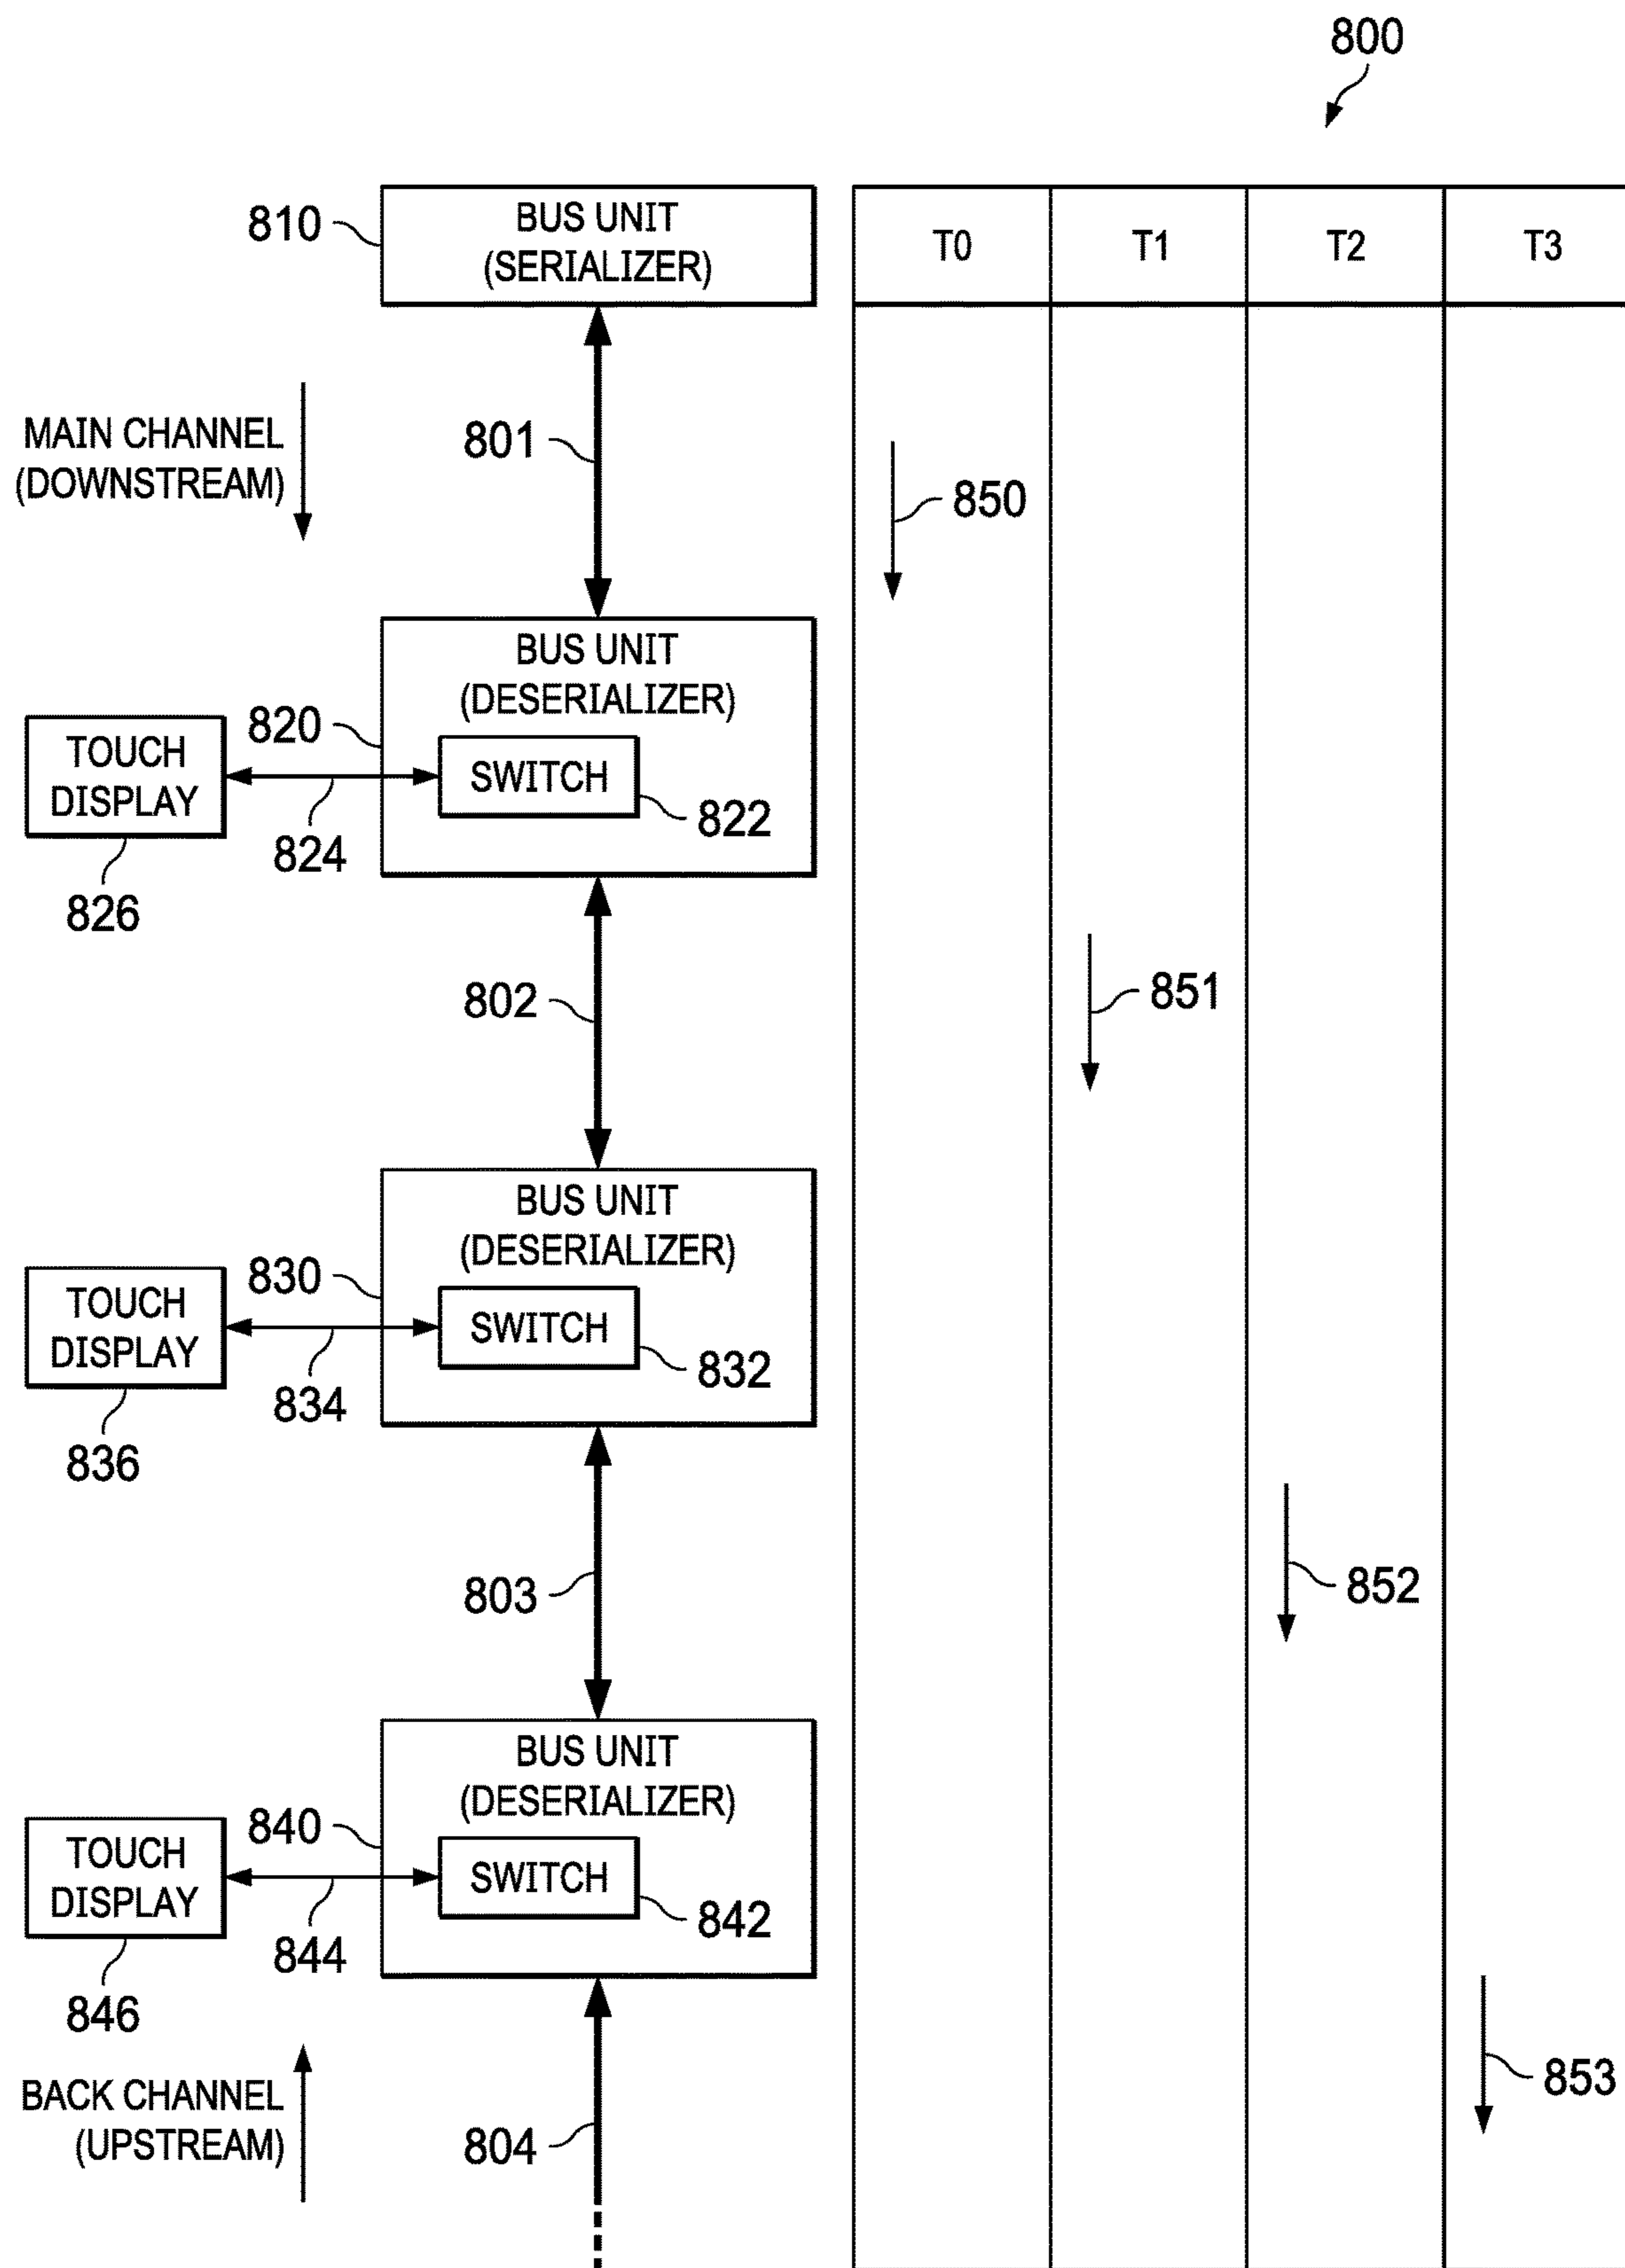 800
810
BUS UNIT
(SERIALIZER)
T0
T1
T2
T3
MAIN CHANNEL
(DOWNSTREAM)
801
850
BUS UNIT
(DESERIALIZER)
820
TOUCH
DISPLAY
SWITCH
822
824
826
802
851
BUS UNIT
(DESERIALIZER)
830
TOUCH
DISPLAY
SWITCH
832
834
836
803
852
BUS UNIT
(DESERIALIZER)
840
TOUCH
DISPLAY
SWITCH
842
844
846
BACK CHANNEL
(UPSTREAM)
804
853